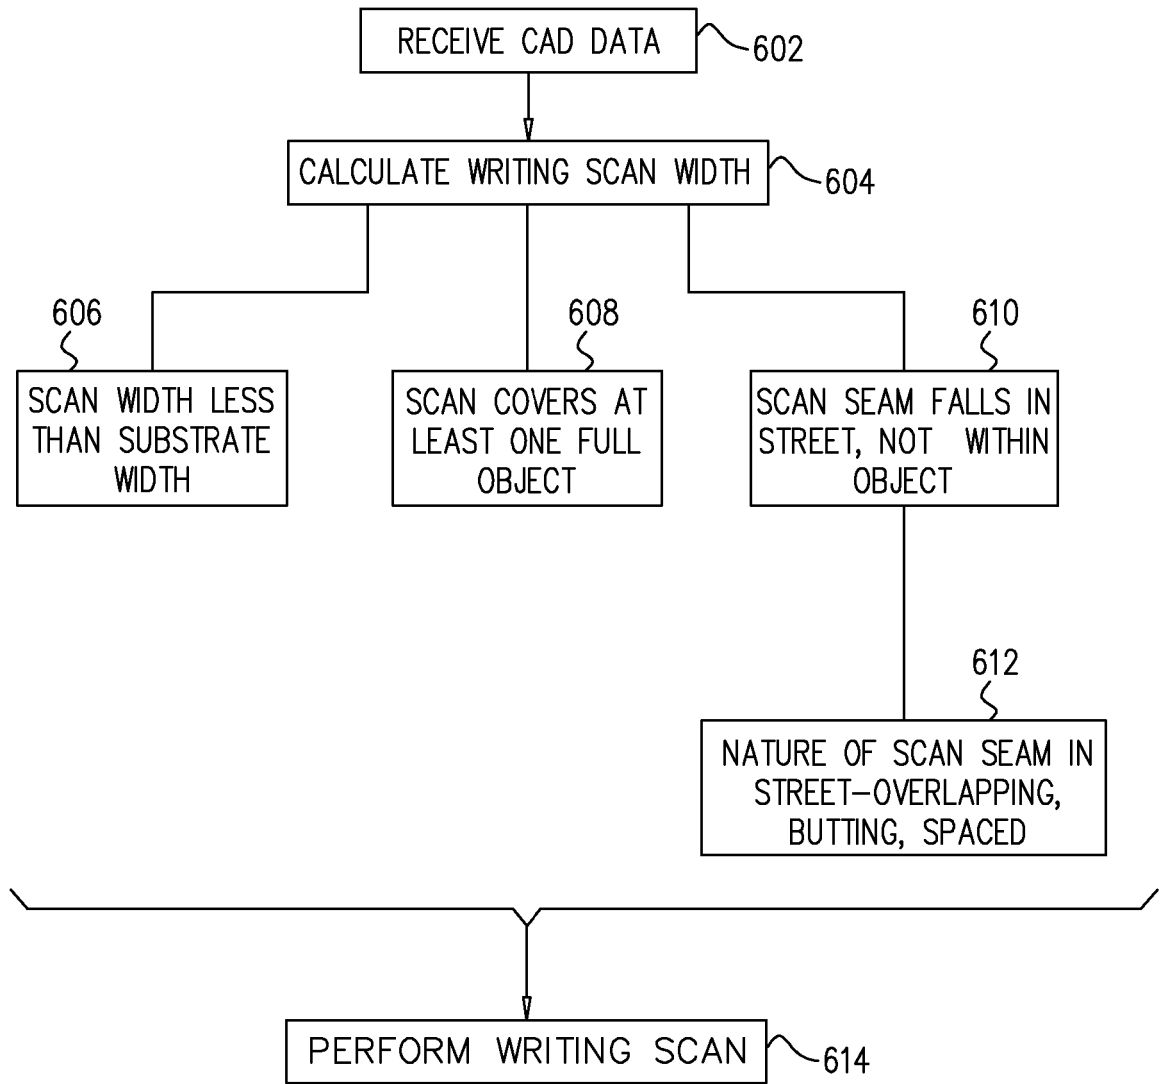 RECEIVE CAD DATA
602
CALCULATE WRITING SCAN WIDTH
604
606
SCAN WIDTH LESS
THAN SUBSTRATE
WIDTH
608
SCAN COVERS AT
LEAST ONE FULL
OBJECT
610
SCAN SEAM FALLS IN
STREET, NOT WITHIN
OBJECT
612
NATURE OF SCAN SEAM IN
STREET-OVERLAPPING,
BUTTING, SPACED
PERFORM WRITING SCAN
614